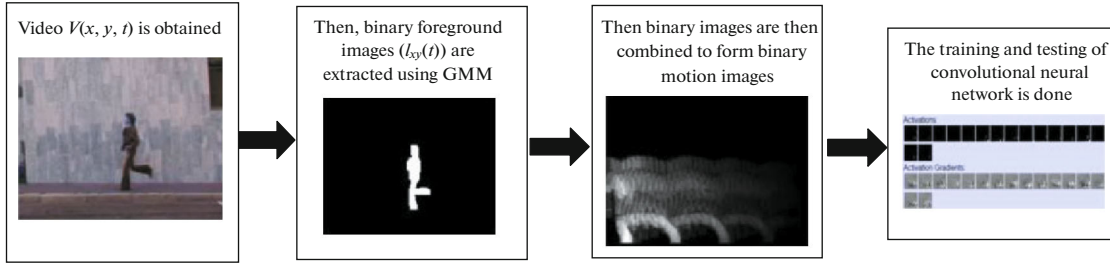 Video V(x, y, t) is obtained
Then, binary foreground
images (l_xy(t)) are
extracted using GMM
Then binary images are then
combined to form binary
motion images
The training and testing of
convolutional neural
network is done
Activations
Activation Gradients